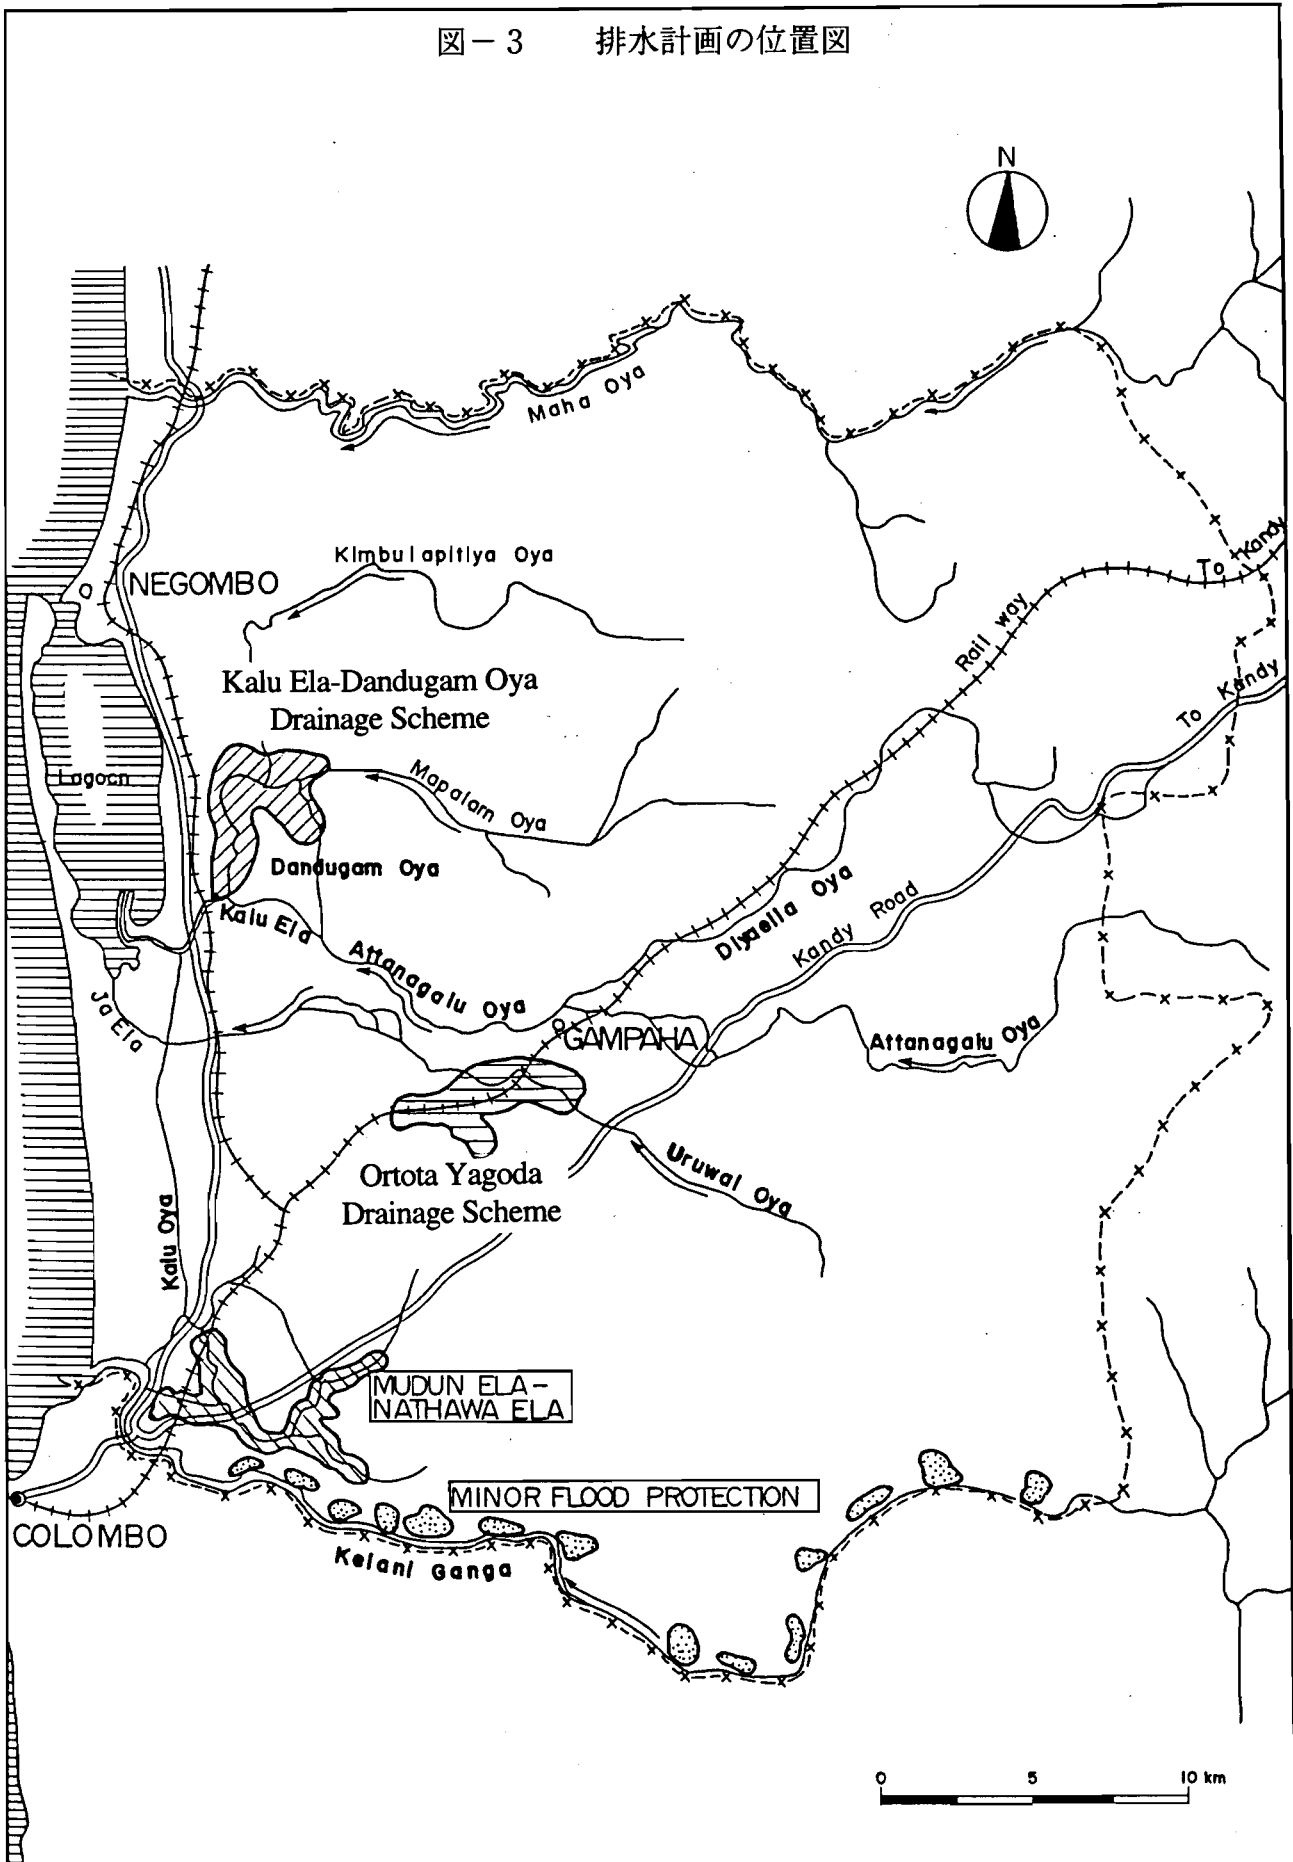 図－3 排水計画の位置図
N
Maha Oya
Kimbulapitiya Oya
NEGOMBO
To Kandy
Rail way
To Kandy
Kalu Ela-Dandugam Oya
Drainage Scheme
Lagoon
Mapalam Oya
Dandugam Oya
Diyaella Oya
Kandy Road
Kalu Ela
Attanagalu Oya
Ja Ela
GAMPAHA
Attanagalu Oya
Uruwal Oya
Ortota Yagoda
Drainage Scheme
Kalu Oya
MUDUN ELA-
NATHAWA ELA
MINOR FLOOD PROTECTION
COLOMBO
Kelani Ganga
0 5 10 km